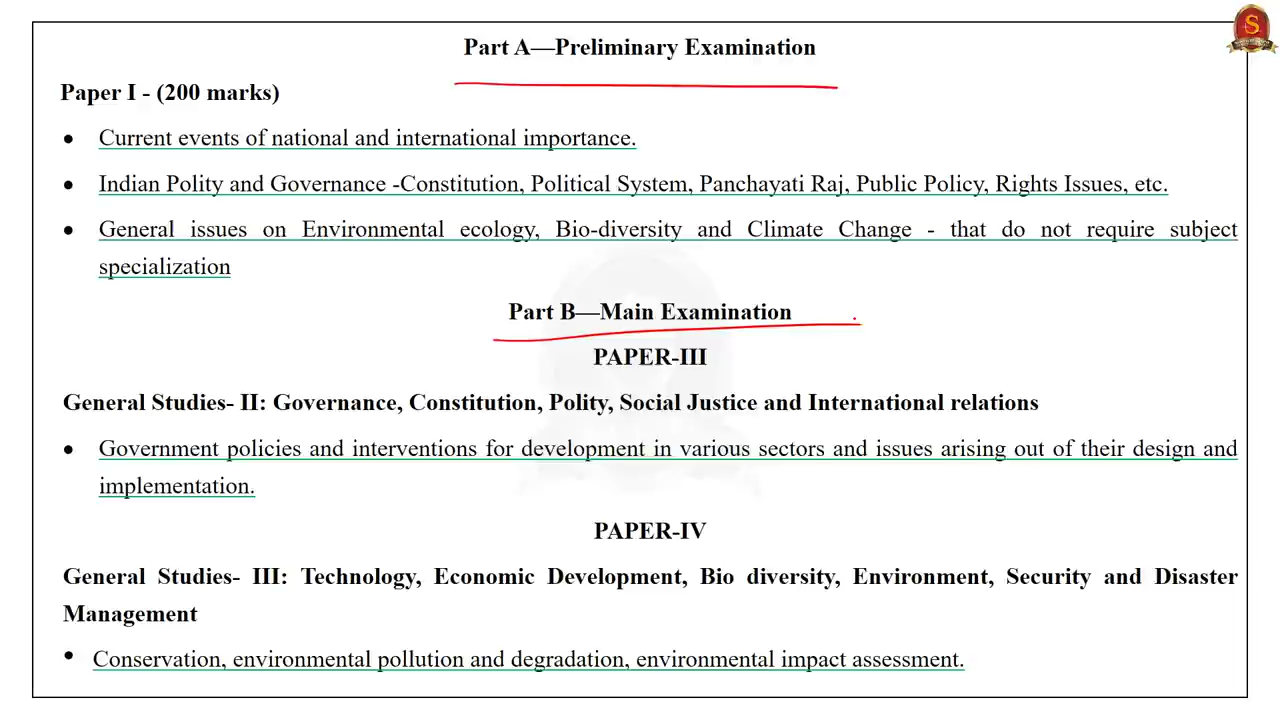 Part A—Preliminary Examination
Paper I - (200 marks)
• Current events of national and international importance.
• Indian Polity and Governance -Constitution, Political System, Panchayati Raj, Public Policy, Rights Issues, etc.
• General issues on Environmental ecology, Bio-diversity and Climate Change - that do not require subject
specialization
Part B—Main Examination
PAPER-III
General Studies- II: Governance, Constitution, Polity, Social Justice and International relations
• Government policies and interventions for development in various sectors and issues arising out of their design and
implementation.
PAPER-IV
General Studies- III: Technology, Economic Development, Bio diversity, Environment, Security and Disaster
Management
• Conservation, environmental pollution and degradation, environmental impact assessment.
S